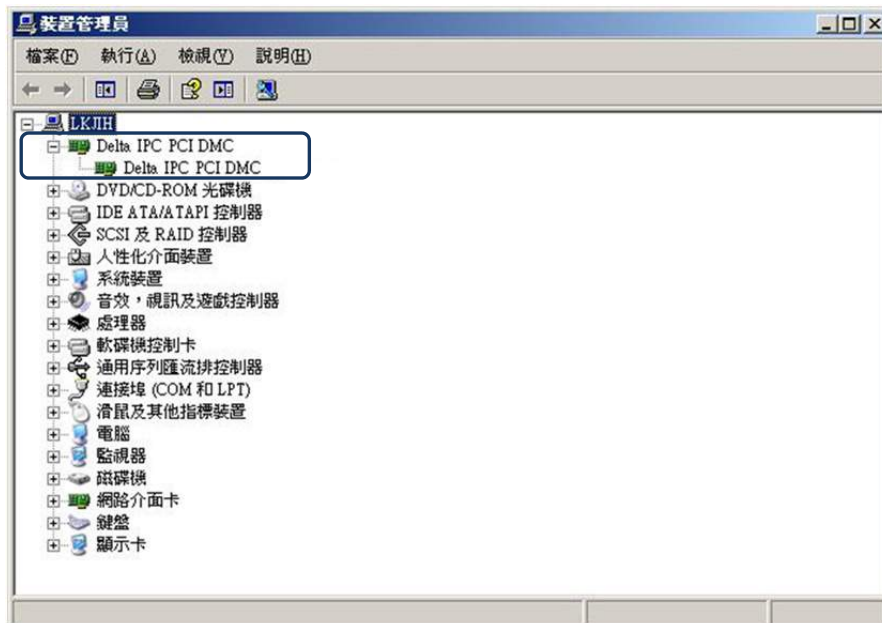 裝置管理員
檔案(F) 執行(A) 檢視(V) 說明(H)
LKJIH
Delta IPC PCI DMC
Delta IPC PCI DMC
DVD/CD-ROM 光碟機
IDE ATA/ATAPI 控制器
SCSI 及 RAID 控制器
人性化介面裝置
系統裝置
音效，視訊及遊戲控制器
處理器
軟碟機控制卡
通用序列匯流排控制器
連接埠 (COM 和 LPT)
滑鼠及其他指標裝置
電腦
監視器
磁碟機
網路介面卡
鍵盤
顯示卡